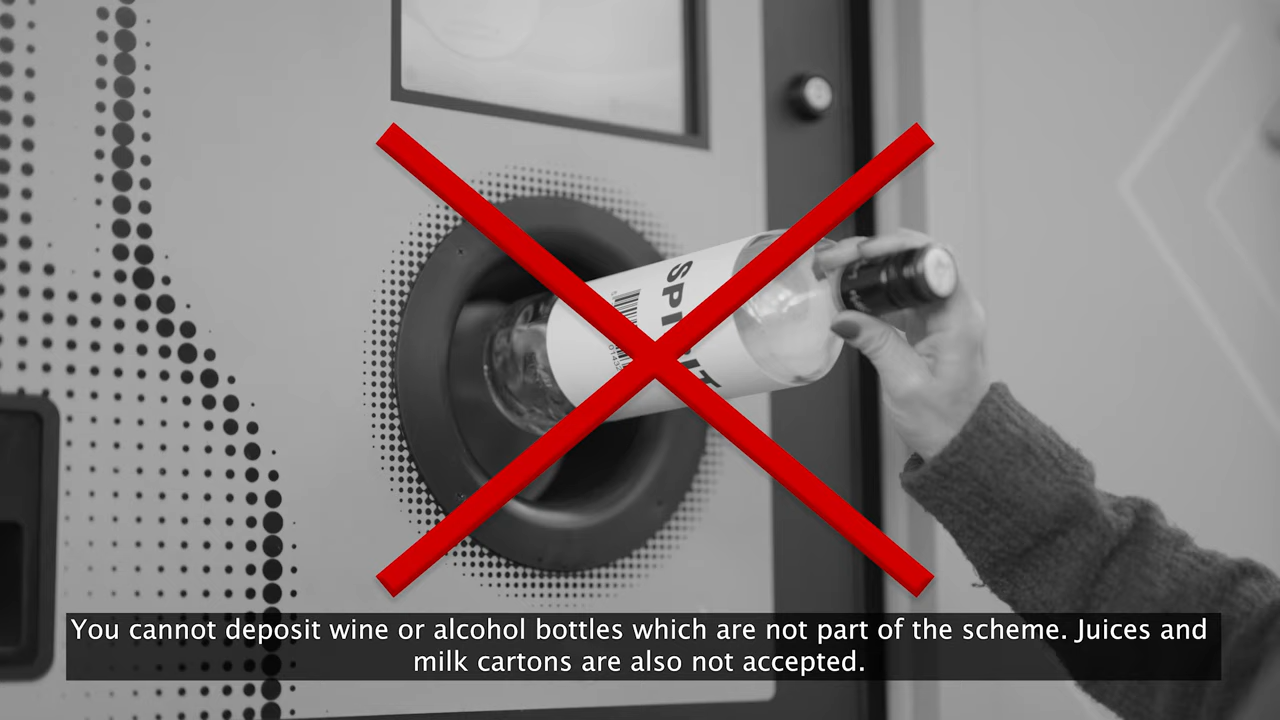 SPIRIT
You cannot deposit wine or alcohol bottles which are not part of the scheme. Juices and
milk cartons are also not accepted.